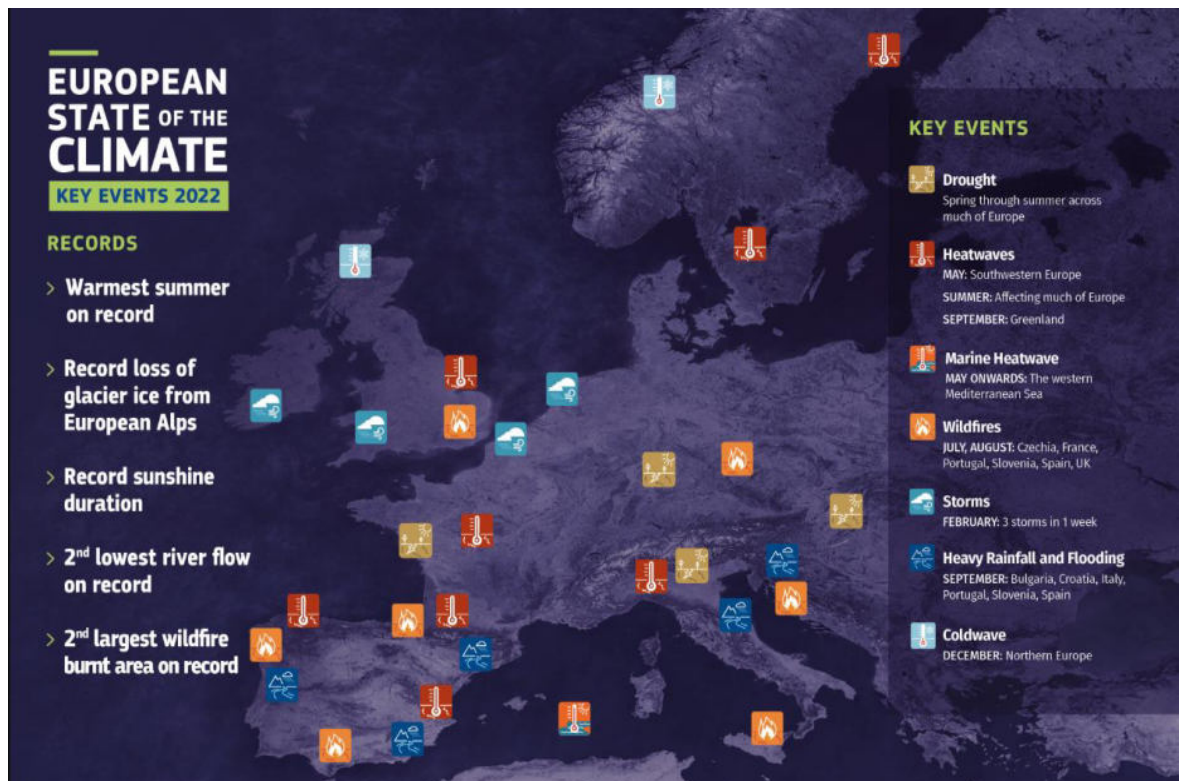 EUROPEAN
STATE OF THE
CLIMATE
KEY EVENTS 2022
RECORDS
> Warmest summer
on record
> Record loss of
glacier ice from
European Alps
> Record sunshine
duration
> 2nd lowest river flow
on record
> 2nd largest wildfire
burnt area on record
KEY EVENTS
Drought
Spring through summer across
much of Europe
Heatwaves
MAY: Southwestern Europe
SUMMER: Affecting much of Europe
SEPTEMBER: Greenland
Marine Heatwave
MAY ONWARDS: The western
Mediterranean Sea
Wildfires
JULY, AUGUST: Czechia, France,
Portugal, Slovenia, Spain, UK
Storms
FEBRUARY: 3 storms in 1 week
Heavy Rainfall and Flooding
SEPTEMBER: Bulgaria, Croatia, Italy,
Portugal, Slovenia, Spain
Coldwave
DECEMBER: Northern Europe